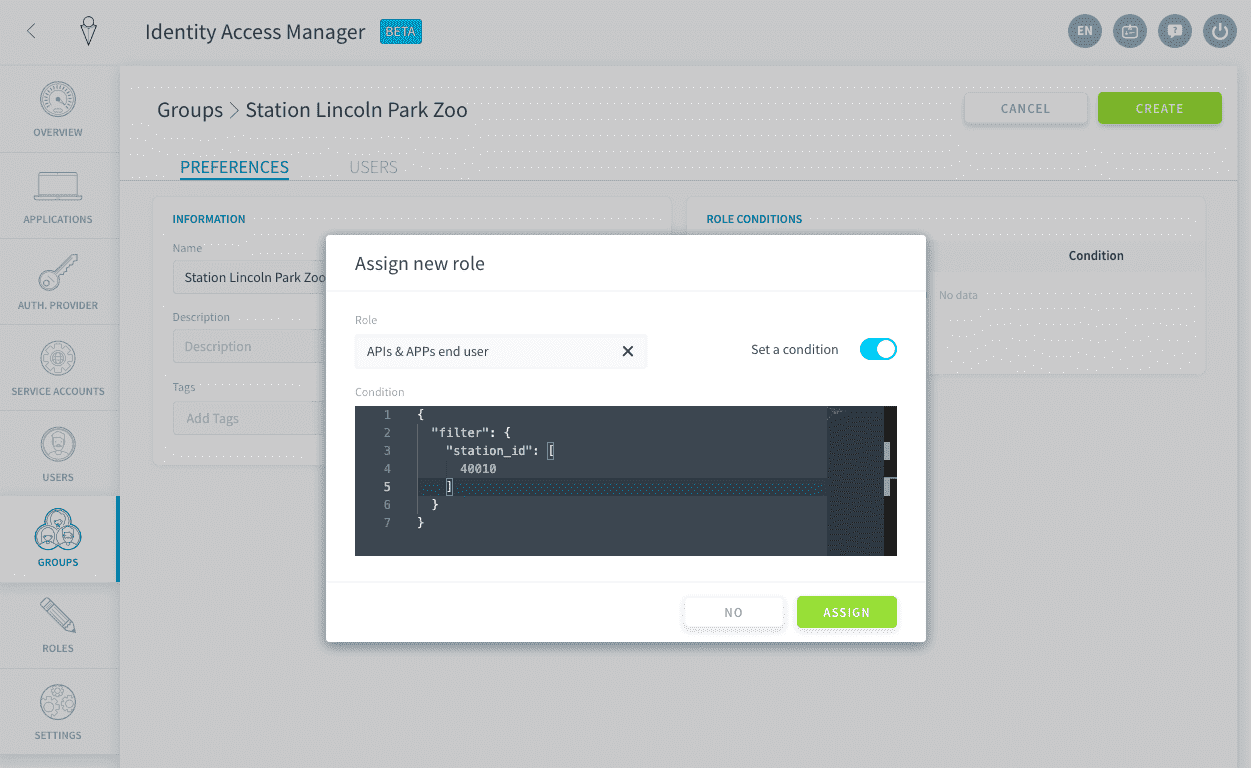 Identity Access Manager BETA
EN
OVERVIEW
APPLICATIONS
AUTH. PROVIDER
SERVICE ACCOUNTS
USERS
GROUPS
ROLES
SETTINGS
Groups > Station Lincoln Park Zoo
CANCEL
CREATE
PREFERENCES
USERS
INFORMATION
Name
Station Lincoln Park Zoo
Description
Description
Tags
Add Tags
ROLE CONDITIONS
Condition
No data
Assign new role
Role
APIs & APPs end user
Set a condition
Condition
1 {
2 "filter": {
3 "station_id": [
4 40010
5 ]
6 }
7 }
NO
ASSIGN